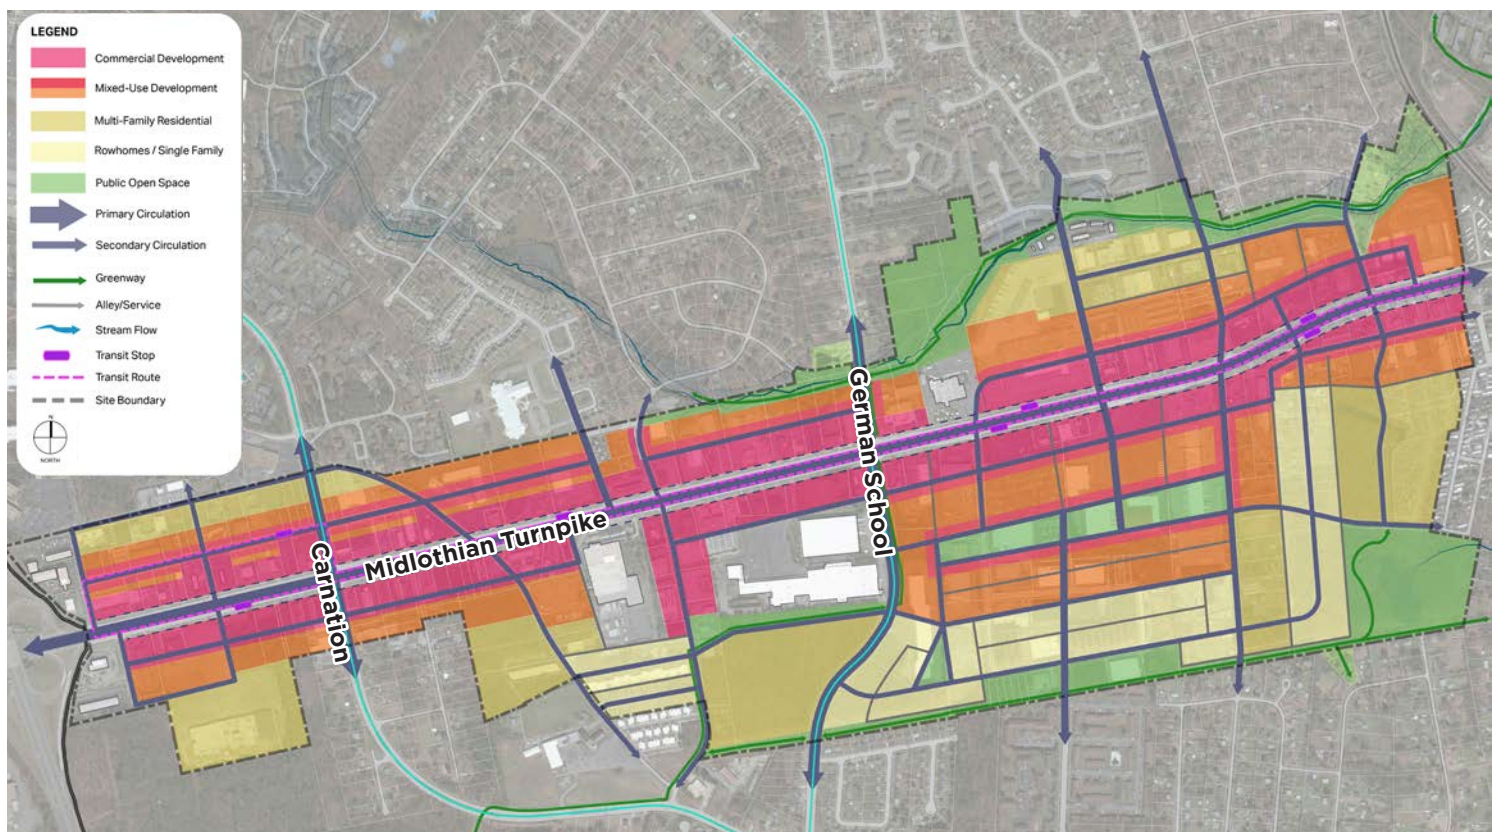 LEGEND
Commercial Development
Mixed-Use Development
Multi-Family Residential
Rowhomes / Single Family
Public Open Space
Primary Circulation
Secondary Circulation
Greenway
Alley/Service
Stream Flow
Transit Stop
Transit Route
Site Boundary
N
NORTH
Carnation
Midlothian Turnpike
German School